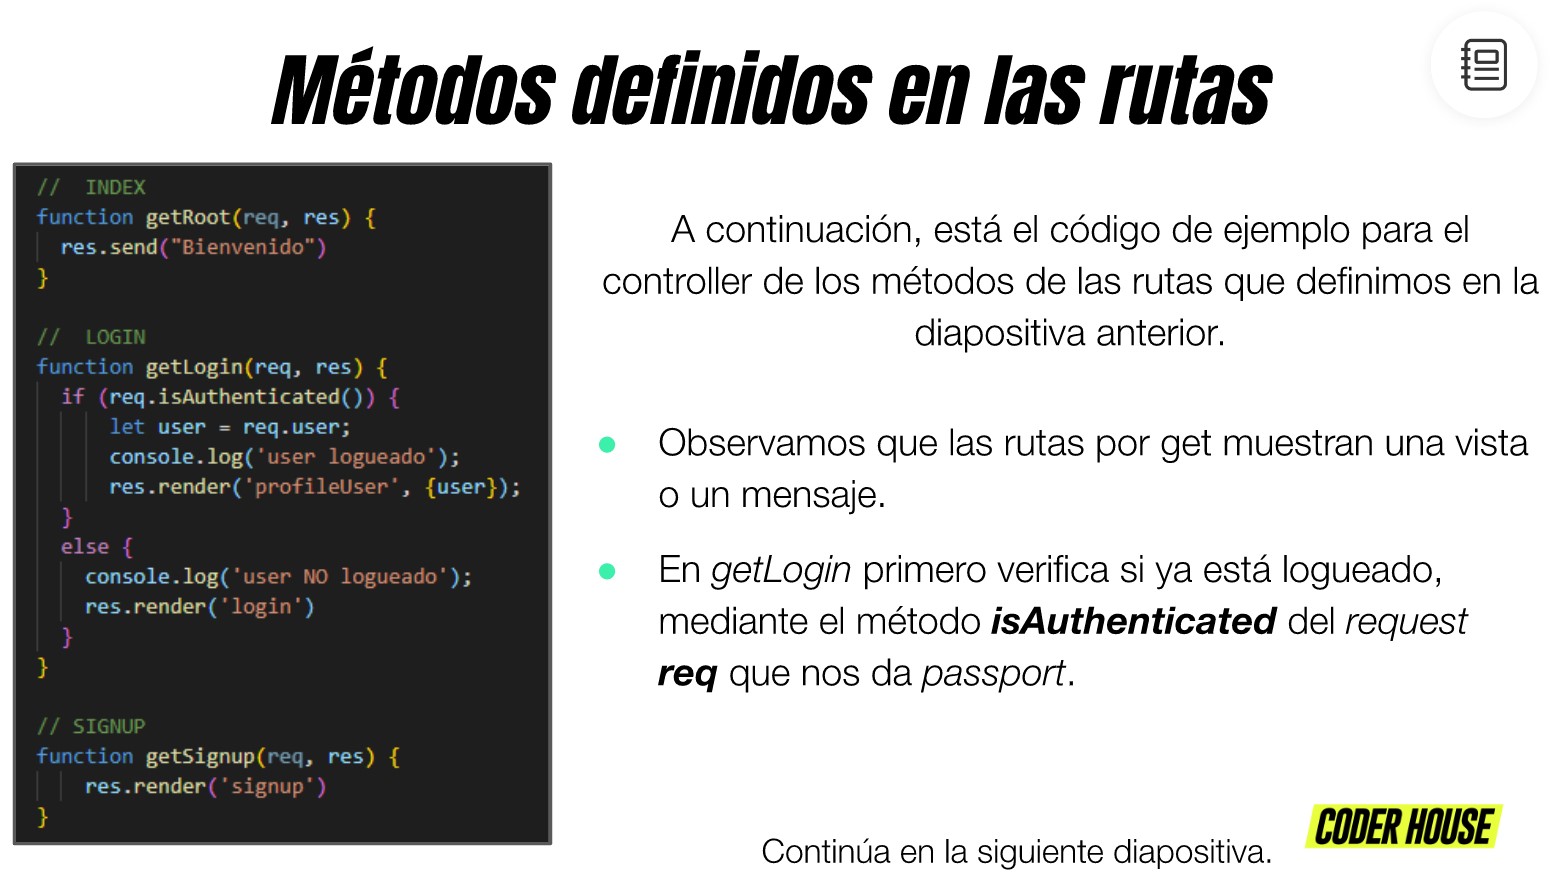 Métodos definidos en las rutas
//  INDEX
function getRoot(req, res) {
  res.send("Bienvenido")
}
//  LOGIN
function getLogin(req, res) {
  if (req.isAuthenticated()) {
      let user = req.user;
      console.log('user logueado');
      res.render('profileUser', {user});
  }
  else {
    console.log('user NO logueado');
    res.render('login')
  }
}
// SIGNUP
function getSignup(req, res) {
    res.render('signup')
}
A continuación, está el código de ejemplo para el
controller de los métodos de las rutas que definimos en la
diapositiva anterior.
● Observamos que las rutas por get muestran una vista
o un mensaje.
● En getLogin primero verifica si ya está logueado,
mediante el método isAuthenticated del request
req que nos da passport.
Continúa en la siguiente diapositiva.
CODER HOUSE